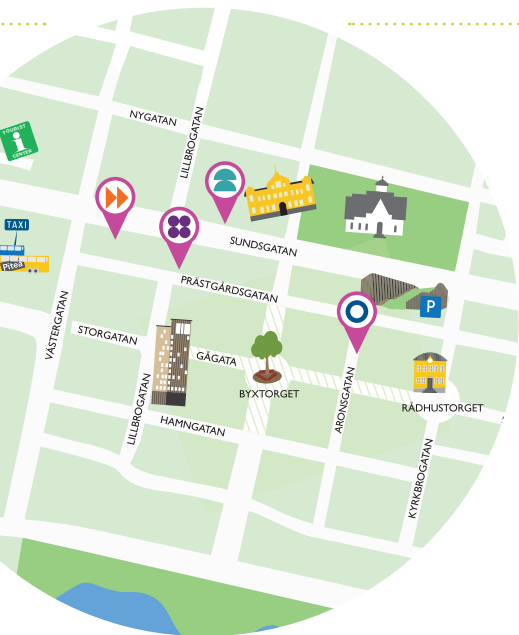 NYGATAN
LILLBROGATAN
TOURIST
i
CENTER
TAXI
Piteå
SUNDSGATAN
PRÄSTGÅRDSGATAN
P
VÄSTERGATAN
STORGATAN
GÅGATA
BYXTORGET
ARONSGATAN
RÅDHUSTORGET
LILLBROGATAN
HAMNGATAN
KYRKBROGATAN